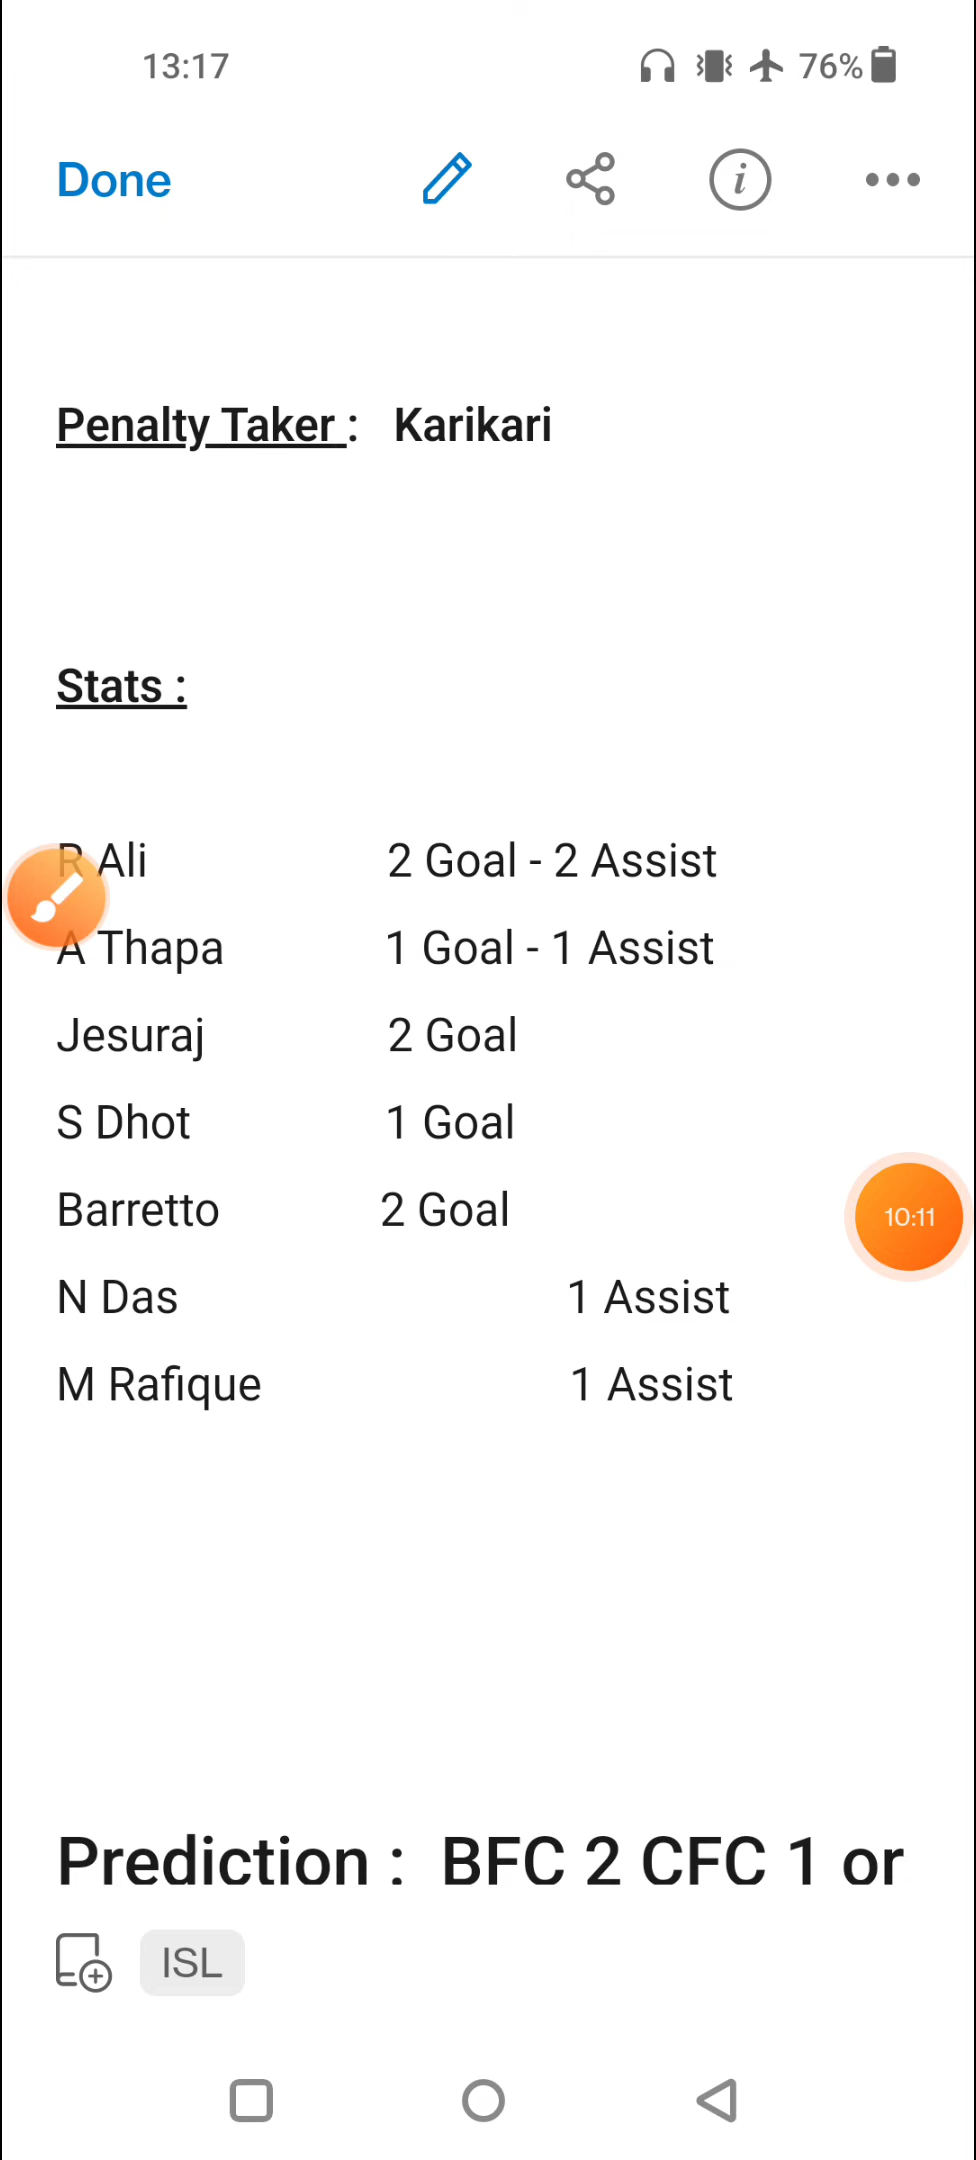 13:17 76%
Done
Penalty Taker : Karikari
Stats :
R Ali 2 Goal - 2 Assist
A Thapa 1 Goal - 1 Assist
Jesuraj 2 Goal
S Dhot 1 Goal
Barretto 2 Goal
10:11
N Das 1 Assist
M Rafique 1 Assist
Prediction : BFC 2 CFC 1 or
ISL